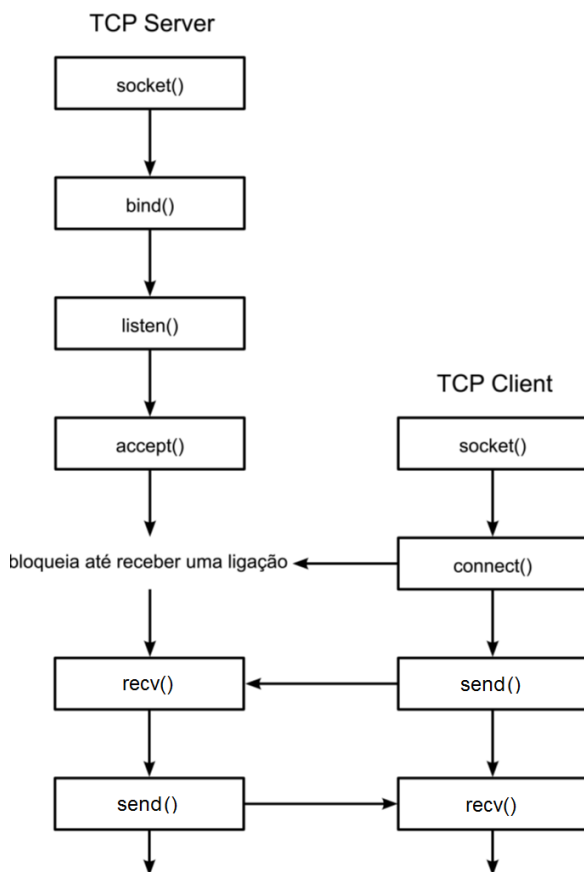 TCP Server
socket()
bind()
listen()
accept()
bloqueia até receber uma ligação
recv()
send()
TCP Client
socket()
connect()
send()
recv()